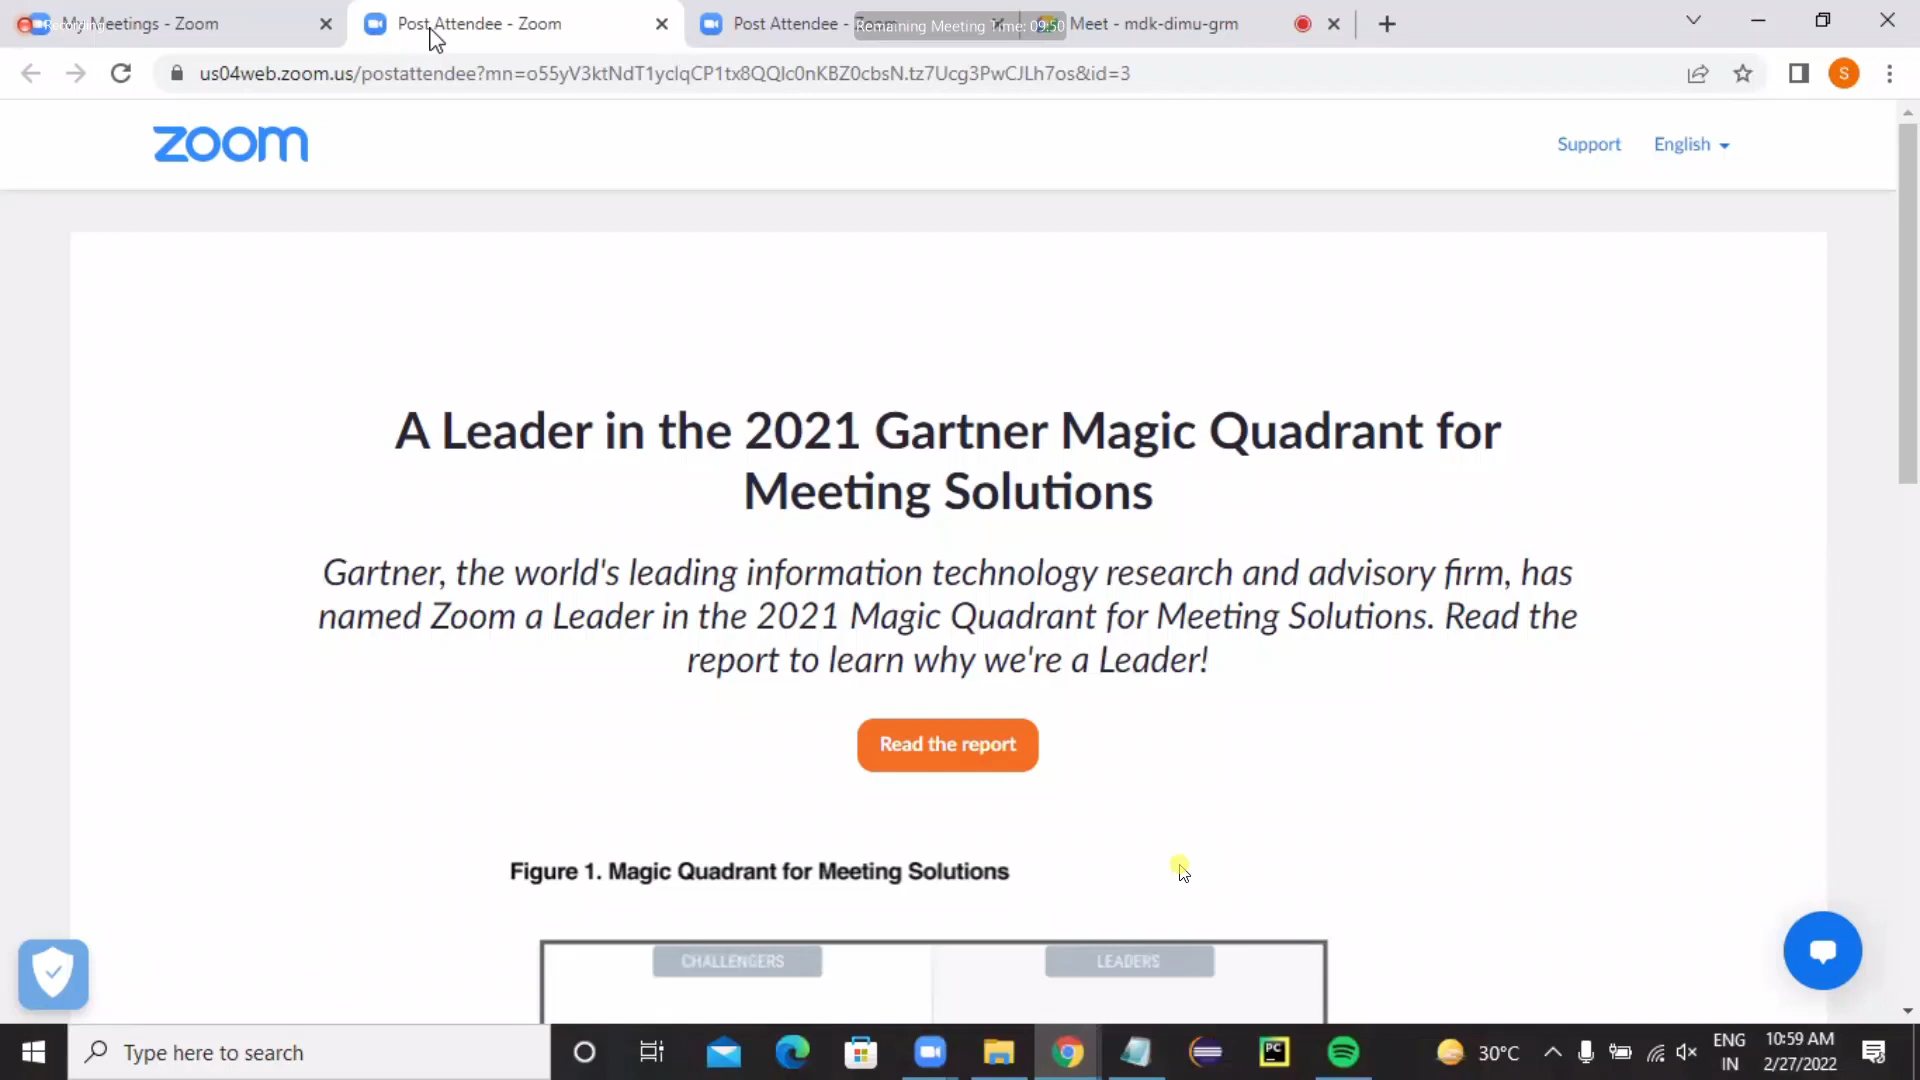 My Meetings - Zoom
Recording
Post Attendee - Zoom
Post Attendee - Zoom
Remaining Meeting Time: 09:50
Meet - mdk-dimu-grm
us04web.zoom.us/postattendee?mn=o55yV3ktNdT1yclqCP1tx8QQlc0nKBZ0cbsN.tz7Ucg3PwCJLh7os&id=3
S
zoom
Support
English
A Leader in the 2021 Gartner Magic Quadrant for
Meeting Solutions
Gartner, the world's leading information technology research and advisory firm, has
named Zoom a Leader in the 2021 Magic Quadrant for Meeting Solutions. Read the
report to learn why we're a Leader!
Read the report
Figure 1. Magic Quadrant for Meeting Solutions
CHALLENGERS
LEADERS
Type here to search
PC
30°C
ENG
IN
10:59 AM
2/27/2022